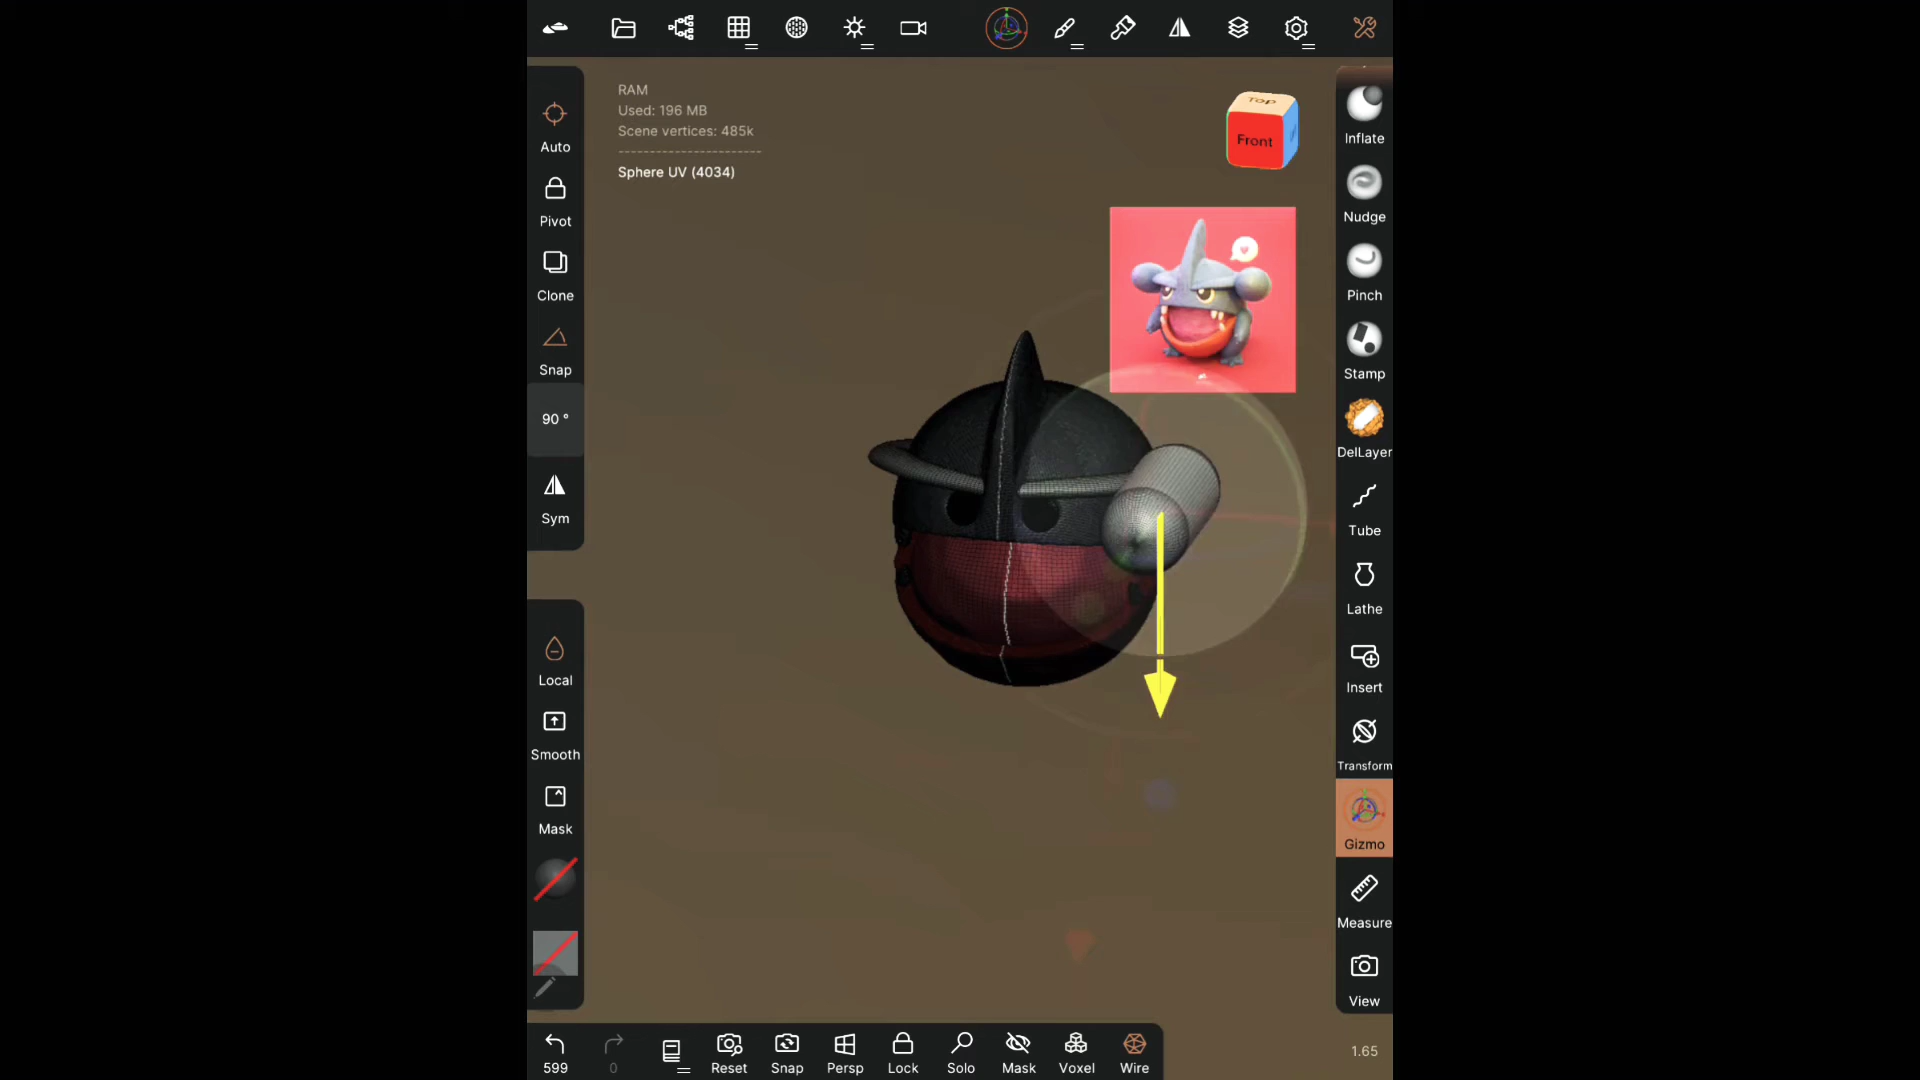 RAM
Used: 196 MB
Scene vertices: 485k
Sphere UV (4034)
Top
Front
Auto
Pivot
Clone
Snap
90 °
Sym
Local
Smooth
Mask
Inflate
Nudge
Pinch
Stamp
DelLayer
Tube
Lathe
Insert
Transform
Gizmo
Measure
View
599
0
Reset
Snap
Persp
Lock
Solo
Mask
Voxel
Wire
1.65